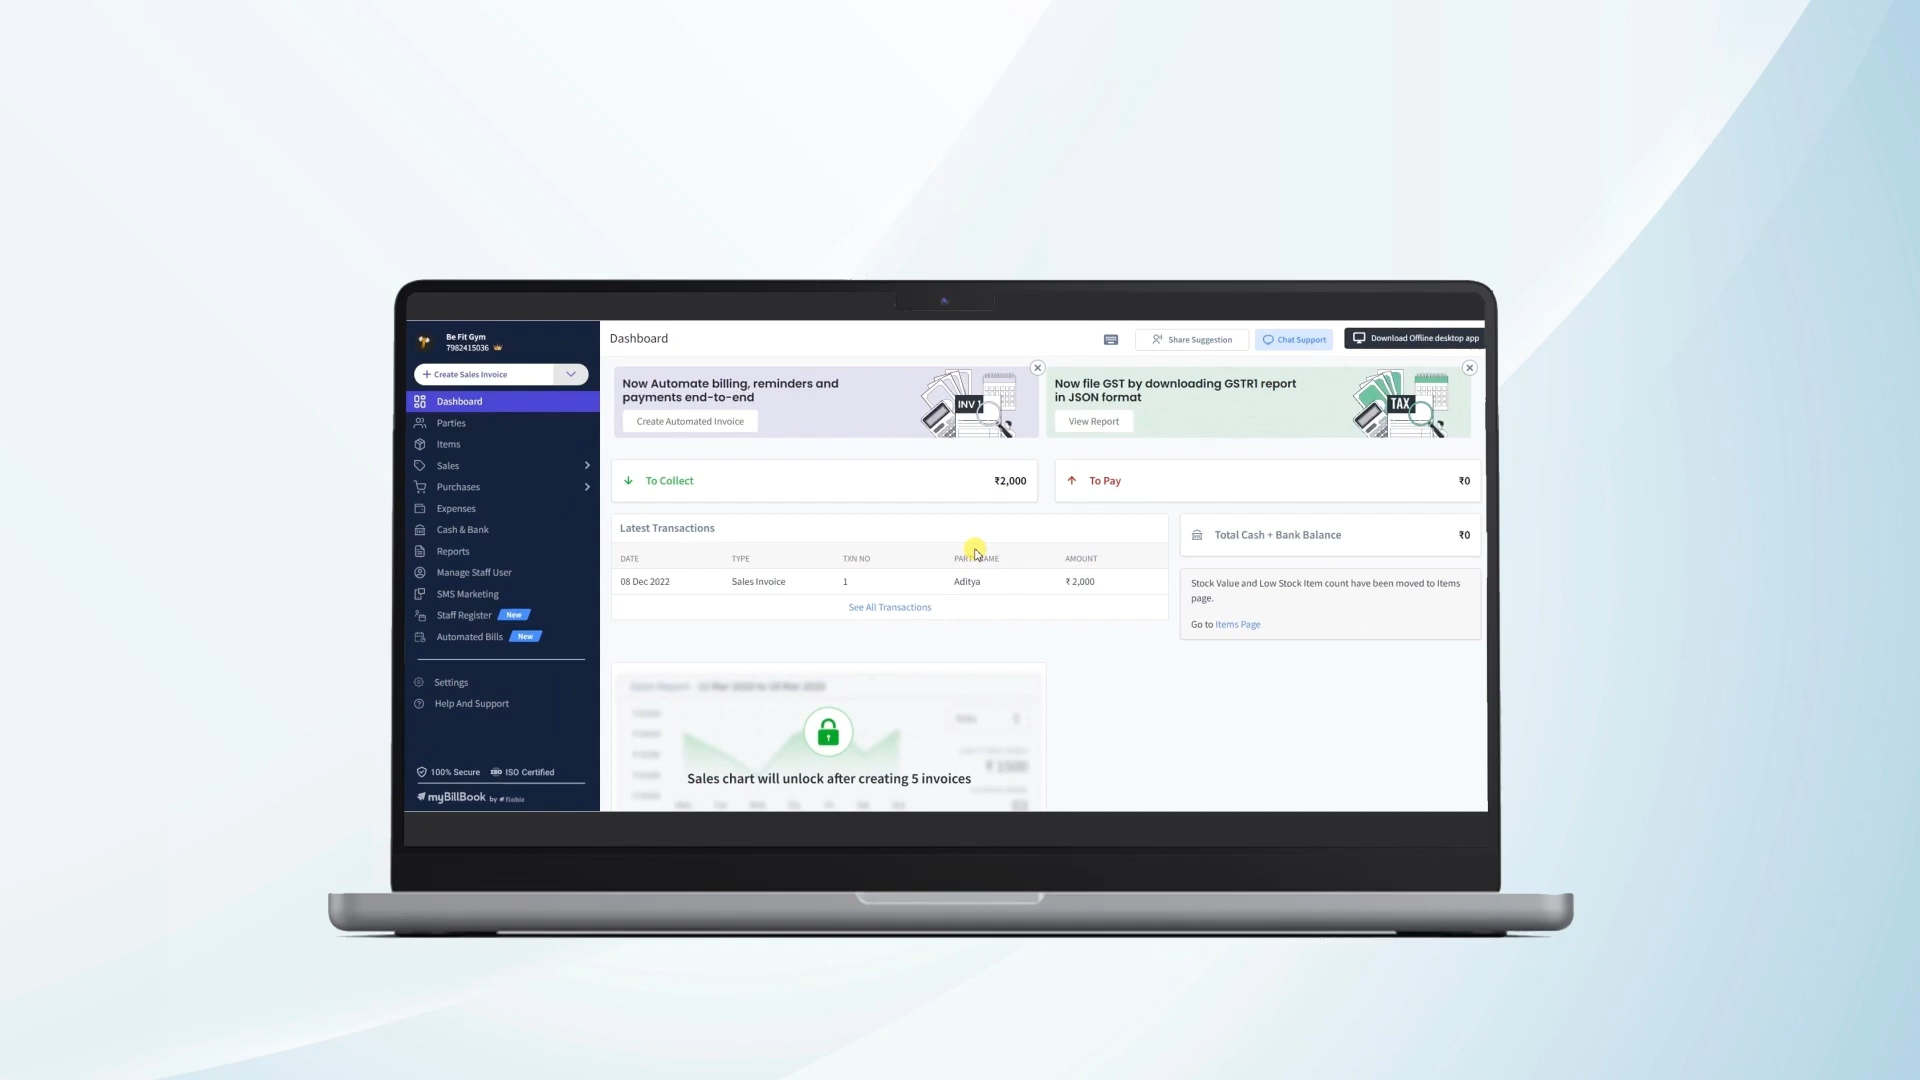 Be Fit Gym
7982415036
+ Create Sales Invoice
Dashboard
Parties
Items
Sales
Purchases
Expenses
Cash & Bank
Reports
Manage Staff User
SMS Marketing
Staff Register New
Automated Bills New
Settings
Help And Support
100% Secure ISO ISO Certified
myBillBook by flobiz
Dashboard
Share Suggestion
Chat Support
Download Offline desktop app
Now Automate billing, reminders and
payments end-to-end
Create Automated Invoice
INV 1
Now file GST by downloading GSTR1 report
in JSON format
View Report
TAX
To Collect ₹2,000
To Pay ₹0
Latest Transactions
DATE TYPE TXN NO AMOUNT
08 Dec 2022 Sales Invoice 1 Aditya ₹ 2,000
See All Transactions
Total Cash + Bank Balance ₹0
Stock Value and Low Stock Item count have been moved to Items
page.
Go to Items Page
₹ 1500
Sales chart will unlock after creating 5 invoices